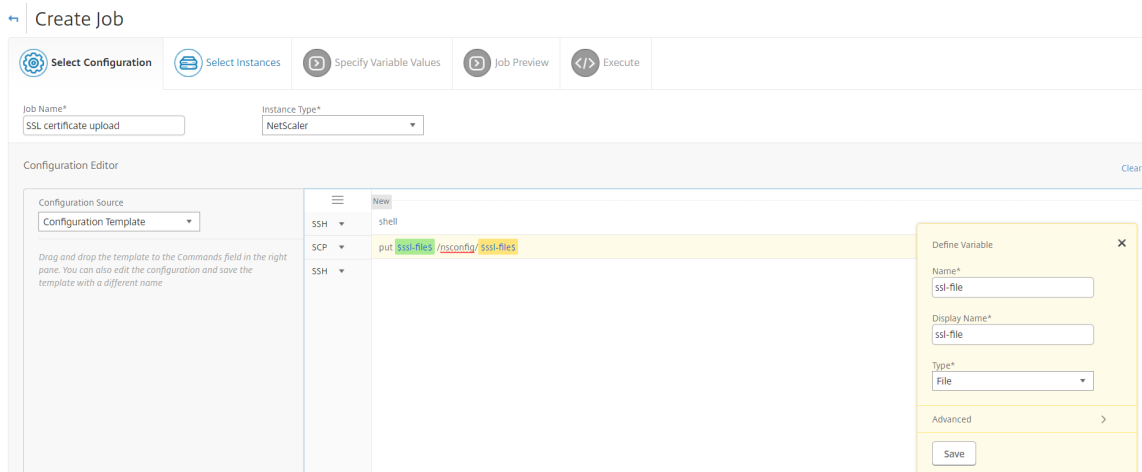 Create Job
Select Configuration
Select Instances
Specify Variable Values
Job Preview
Execute
Job Name*
Instance Type*
SSL certificate upload
NetScaler
Configuration Editor
Clear
Configuration Source
Configuration Template
Drag and drop the template to the Commands field in the right
pane. You can also edit the configuration and save the
template with a different name
New
SSH
shell
SCP
put $ssl-file$ /nsconfig/ $ssl-file$
SSH
Define Variable
Name*
ssl-file
Display Name*
ssl-file
Type*
File
Advanced
Save